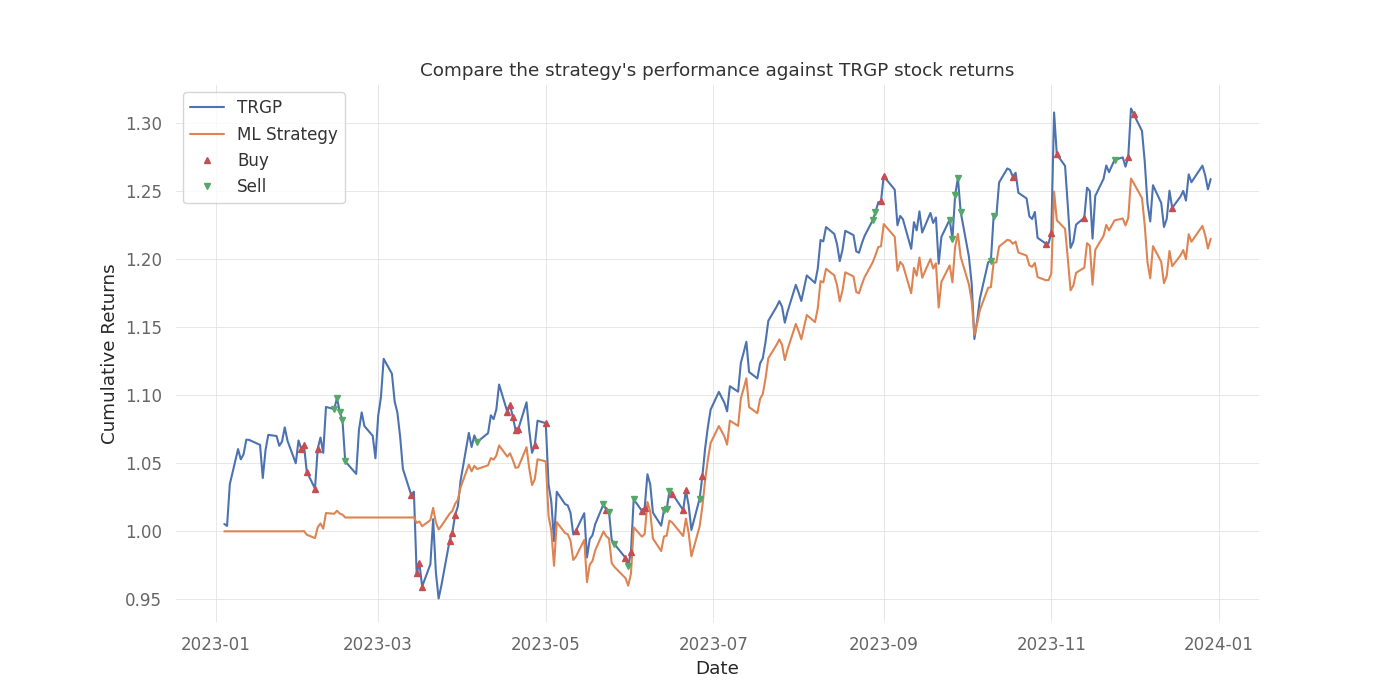 Compare the strategy's performance against TRGP stock returns
TRGP
ML Strategy
Buy
Sell
Cumulative Returns
1.30
1.25
1.20
1.15
1.10
1.05
1.00
0.95
2023-01 2023-03 2023-05 2023-07 2023-09 2023-11 2024-01
Date